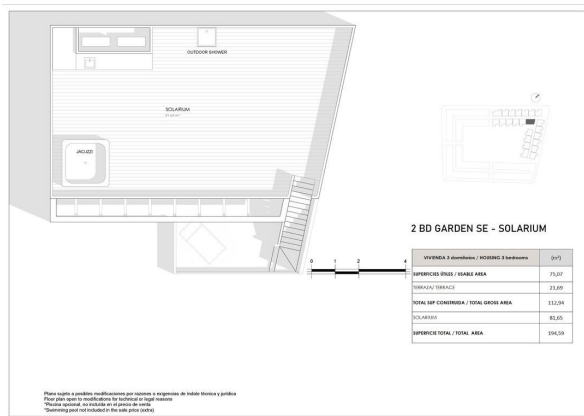 OUTDOOR SHOWER
SOLARIUM
JACUZZI
0 1 2 4
2 BD GARDEN SE - SOLARIUM
VIVIENDA 3 dormitorios / HOUSING 3 bedrooms (m²)
SUPERFICIES ÚTILES / USABLE AREA 75,07
TERRAZA/ TERRACE 23,69
TOTAL SUP CONSTRUIDA / TOTAL GROSS AREA 112,94
SOLARIUM 81,65
SUPERFICIE TOTAL / TOTAL AREA 194,59
Plano sujeto a posibles modificaciones por razones o exigencias de índole técnica y jurídica
Floor plan open to modifications for technical or legal reasons
*Piscina opcional, no incluida en el precio de venta
*Swimming pool not included in the sale price (extra)